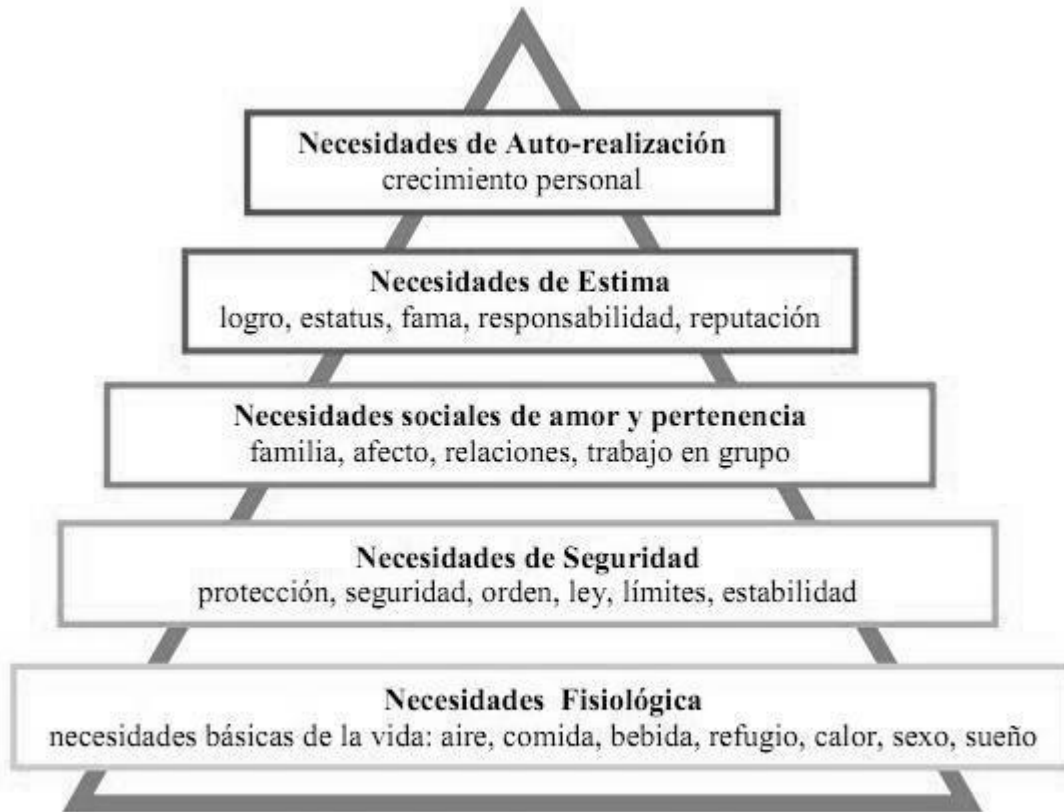 Necesidades de Auto-realización
crecimiento personal
Necesidades de Estima
logro, estatus, fama, responsabilidad, reputación
Necesidades sociales de amor y pertenencia
familia, afecto, relaciones, trabajo en grupo
Necesidades de Seguridad
protección, seguridad, orden, ley, límites, estabilidad
Necesidades Fisiológica
necesidades básicas de la vida: aire, comida, bebida, refugio, calor, sexo, sueño